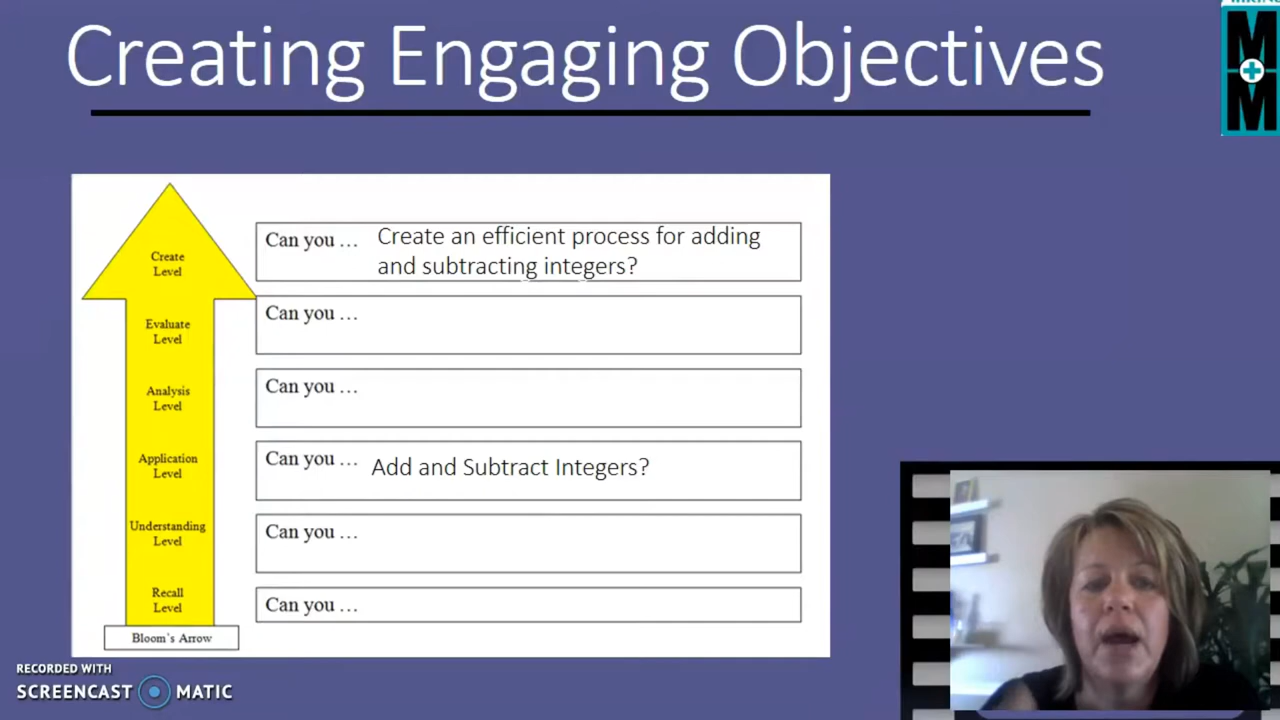 Creating Engaging Objectives
M
M
Create
Level
Can you … Create an efficient process for adding
and subtracting integers?
Evaluate
Level
Can you …
Analysis
Level
Can you …
Application
Level
Can you … Add and Subtract Integers?
Understanding
Level
Can you …
Recall
Level
Can you …
Bloom's Arrow
RECORDED WITH
SCREENCAST MATIC